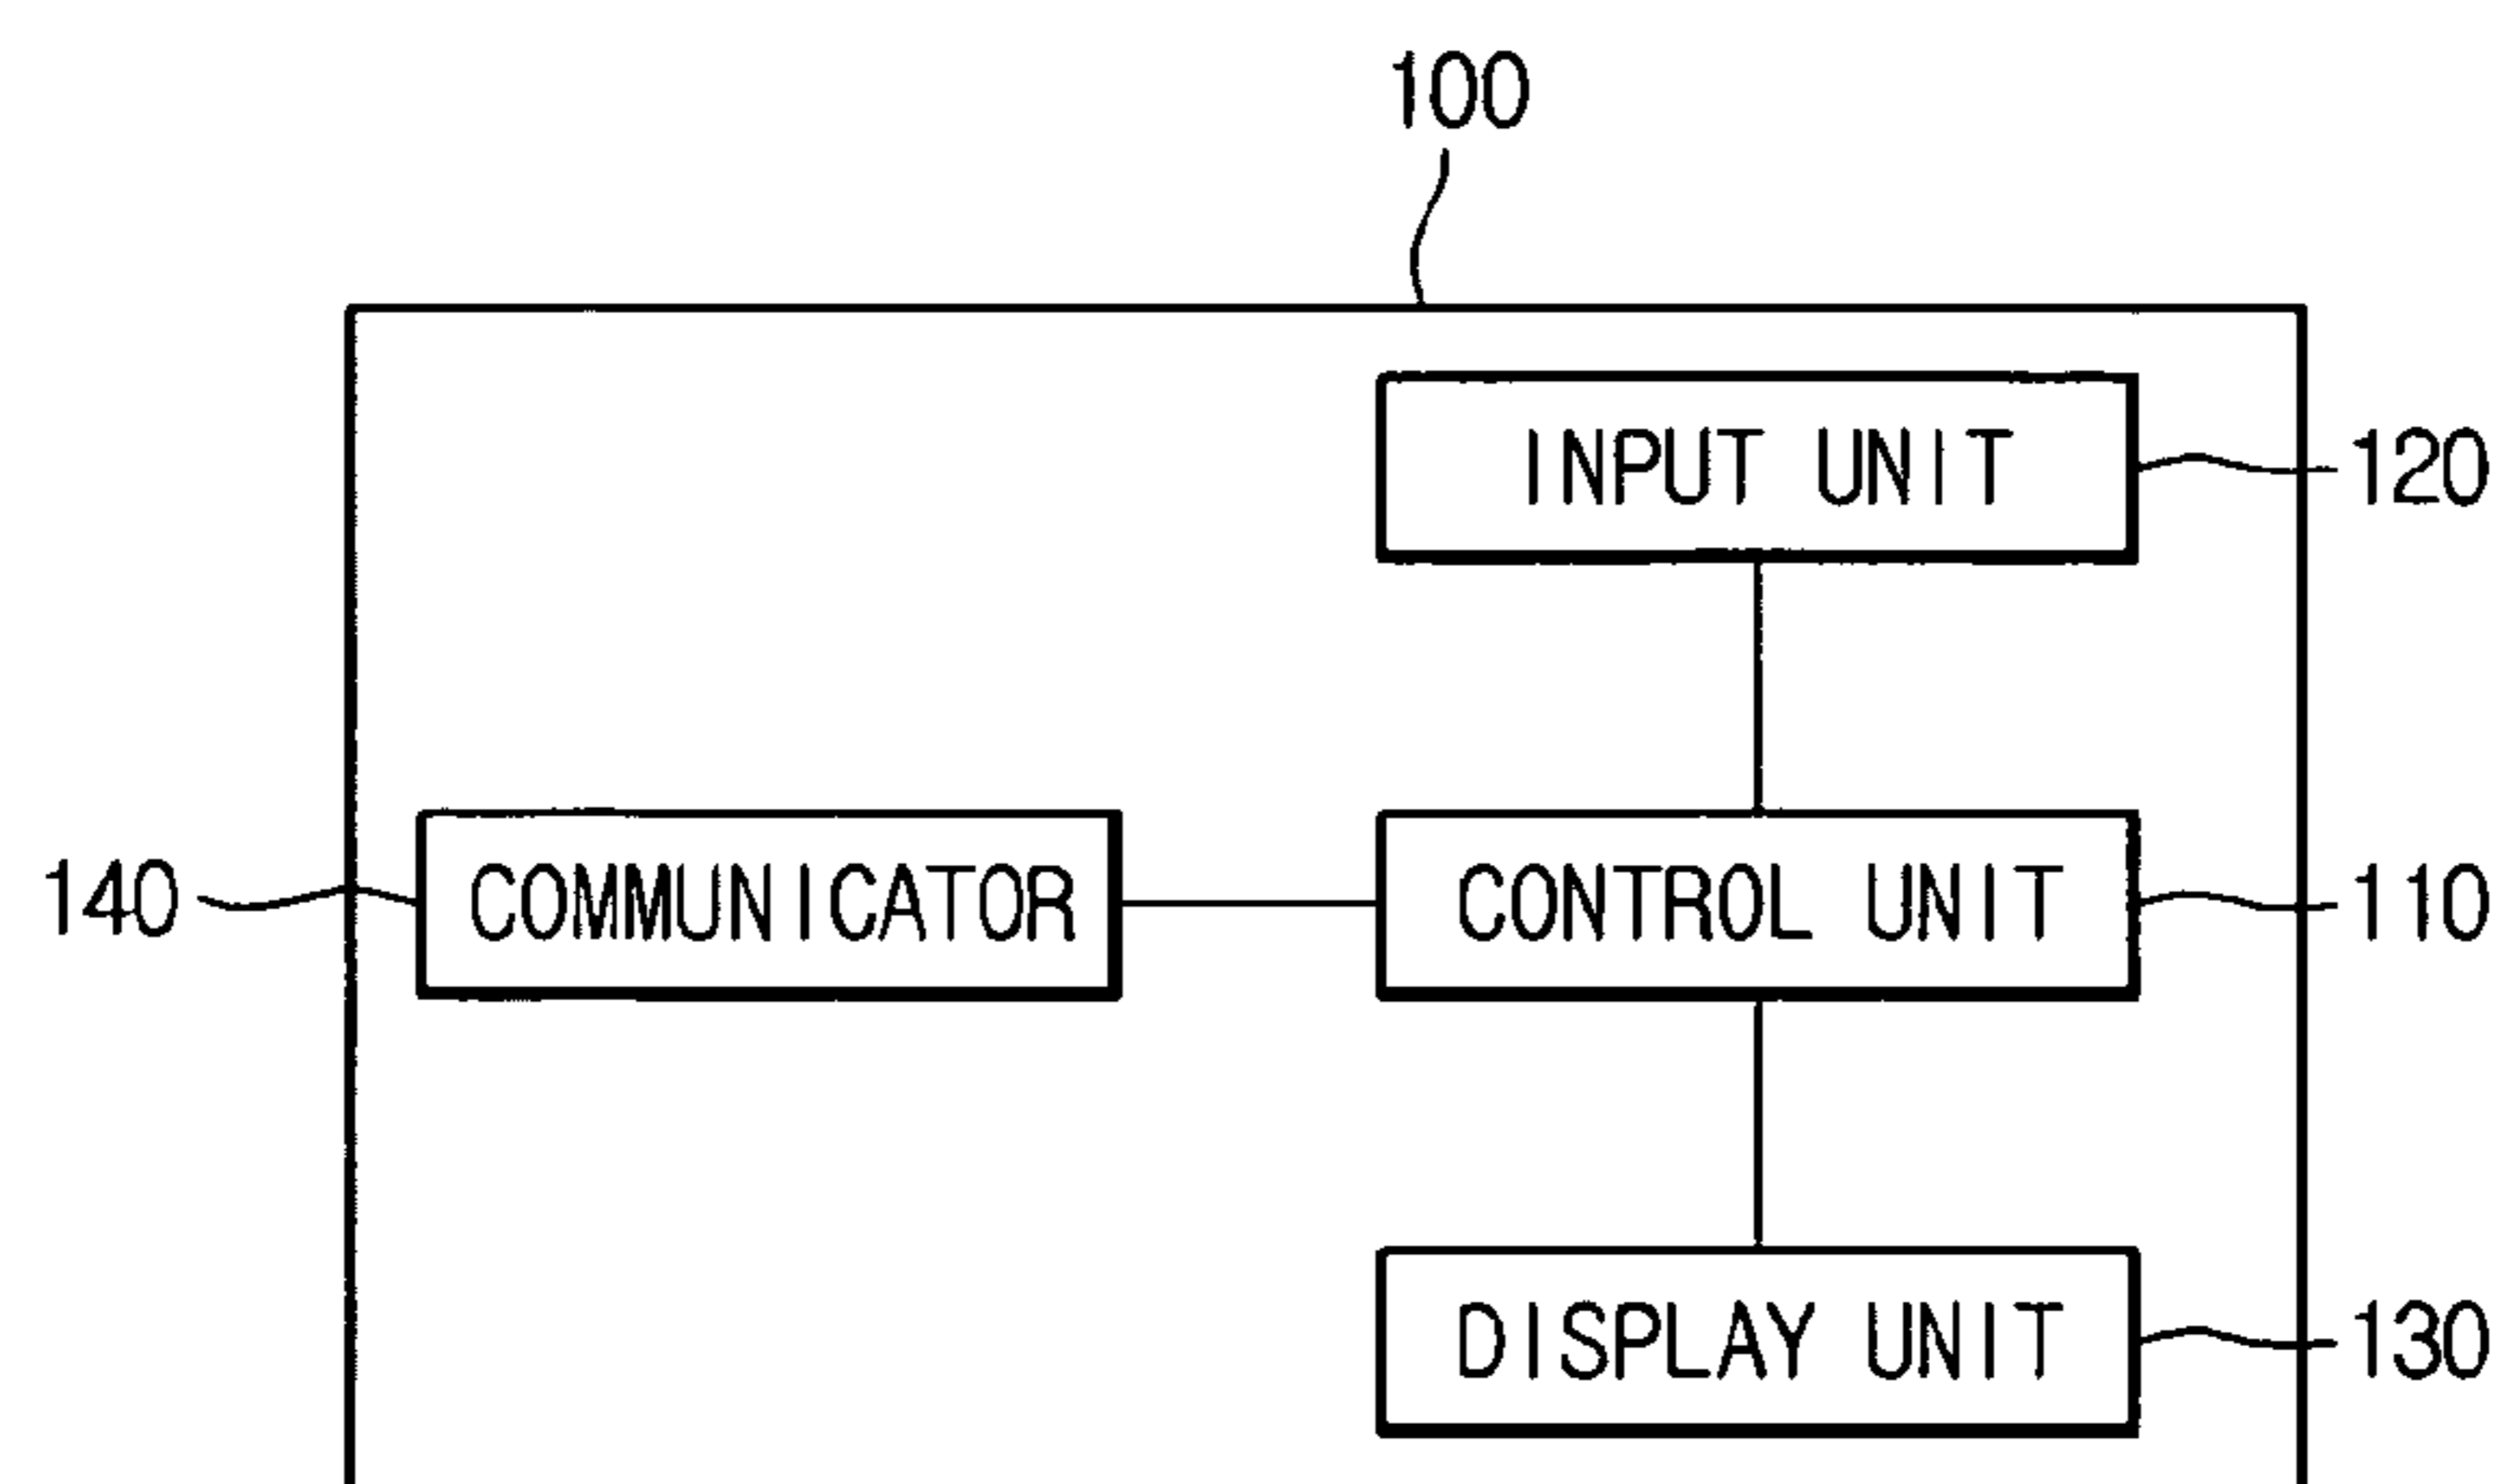 100
INPUT UNIT 120
140 COMMUNICATOR CONTROL UNIT 110
DISPLAY UNIT 130